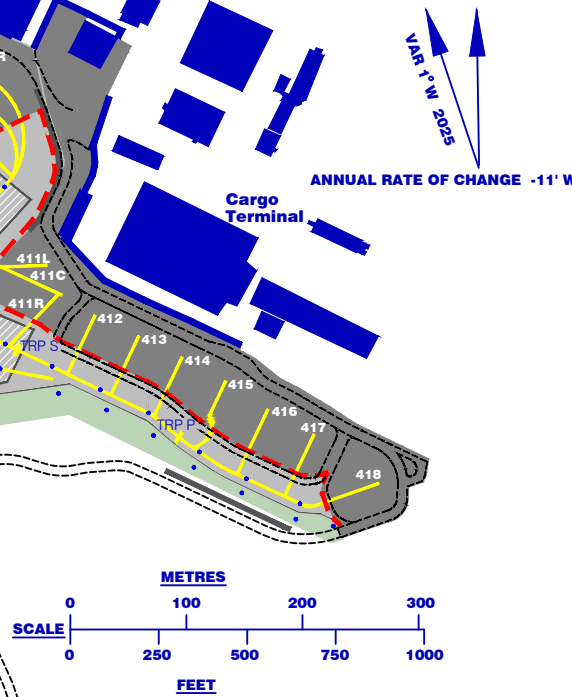 R
VAR 1° W 2025
ANNUAL RATE OF CHANGE -11' W
Cargo
Terminal
411L
411C
411R
412
TRP S
413
414
415
TRP P
416
417
418
METRES
0 100 200 300
SCALE
0 250 500 750 1000
FEET